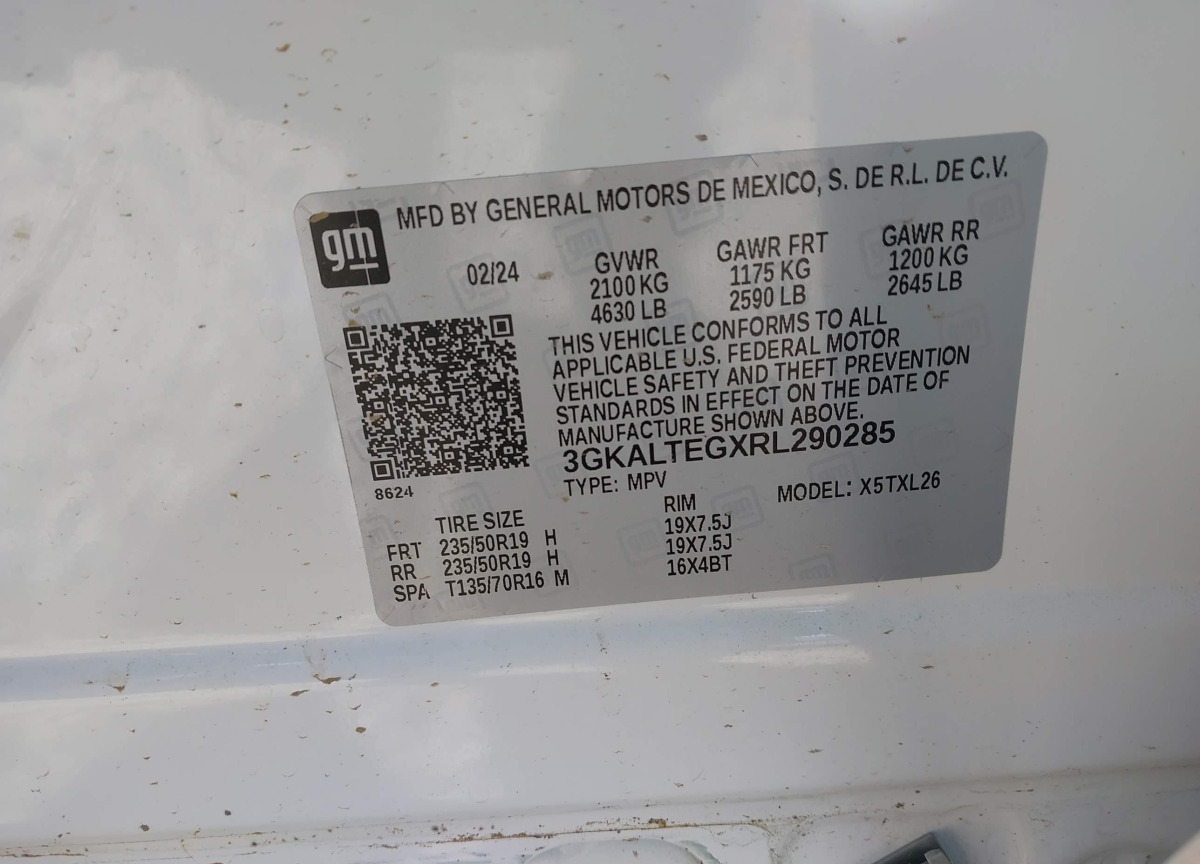 gm
MFD BY GENERAL MOTORS DE MEXICO, S. DE R.L. DE C.V.
02/24
GVWR GAWR FRT GAWR RR
2100 KG 1175 KG 1200 KG
4630 LB 2590 LB 2645 LB
THIS VEHICLE CONFORMS TO ALL
APPLICABLE U.S. FEDERAL MOTOR
VEHICLE SAFETY AND THEFT PREVENTION
STANDARDS IN EFFECT ON THE DATE OF
MANUFACTURE SHOWN ABOVE.
3GKALTEGXRL290285
8624
TYPE: MPV MODEL: X5TXL26
TIRE SIZE RIM
FRT 235/50R19 H 19X7.5J
RR 235/50R19 H 19X7.5J
SPA T135/70R16 M 16X4BT